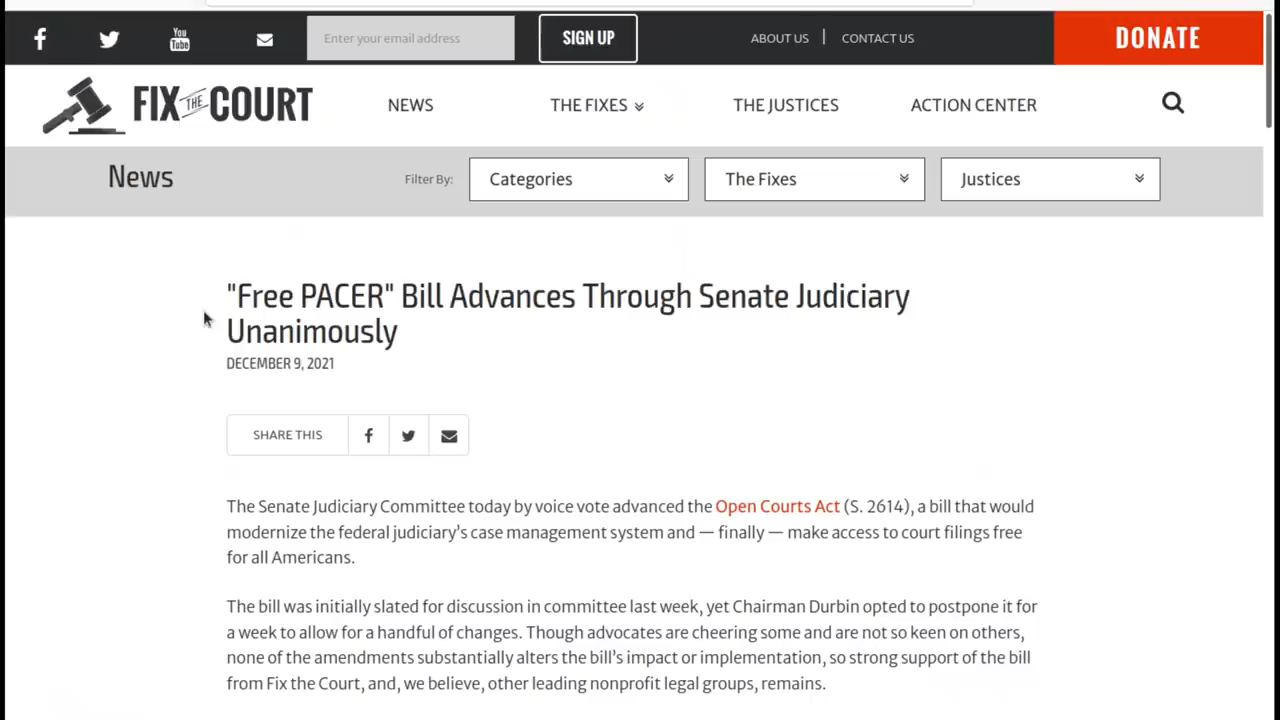 You Tube
Enter your email address
SIGN UP
ABOUT US | CONTACT US
DONATE
FIX THE COURT
NEWS
THE FIXES
THE JUSTICES
ACTION CENTER
News
Filter By:
Categories
The Fixes
Justices
"Free PACER" Bill Advances Through Senate Judiciary
Unanimously
DECEMBER 9, 2021
SHARE THIS
The Senate Judiciary Committee today by voice vote advanced the Open Courts Act (S. 2614), a bill that would
modernize the federal judiciary’s case management system and — finally — make access to court filings free
for all Americans.
The bill was initially slated for discussion in committee last week, yet Chairman Durbin opted to postpone it for
a week to allow for a handful of changes. Though advocates are cheering some and are not so keen on others,
none of the amendments substantially alters the bill’s impact or implementation, so strong support of the bill
from Fix the Court, and, we believe, other leading nonprofit legal groups, remains.